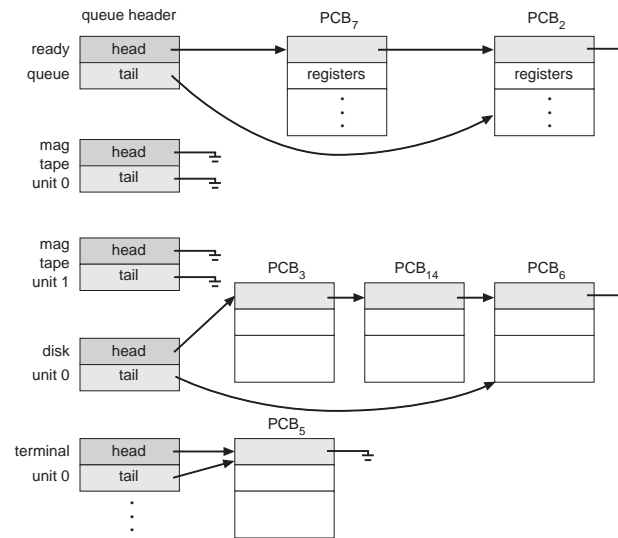 queue header
PCB7
PCB2
ready
queue
head
tail
registers
registers
mag
tape
unit 0
head
tail
mag
tape
unit 1
head
tail
PCB3
PCB14
PCB6
disk
unit 0
head
tail
PCB5
terminal
unit 0
head
tail